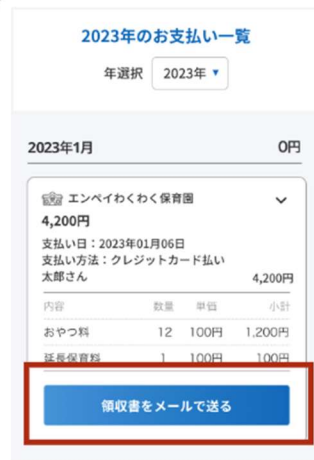 2023年のお支払い一覧
年選択 2023年 ▼
2023年1月 0円
エンペイわくわく保育園
4,200円
支払い日：2023年01月06日
支払い方法：クレジットカード払い
太郎さん 4,200円
内容 数量 単価 小計
おやつ料 12 100円 1,200円
延長保育料 1 100円 100円
領収書をメールで送る